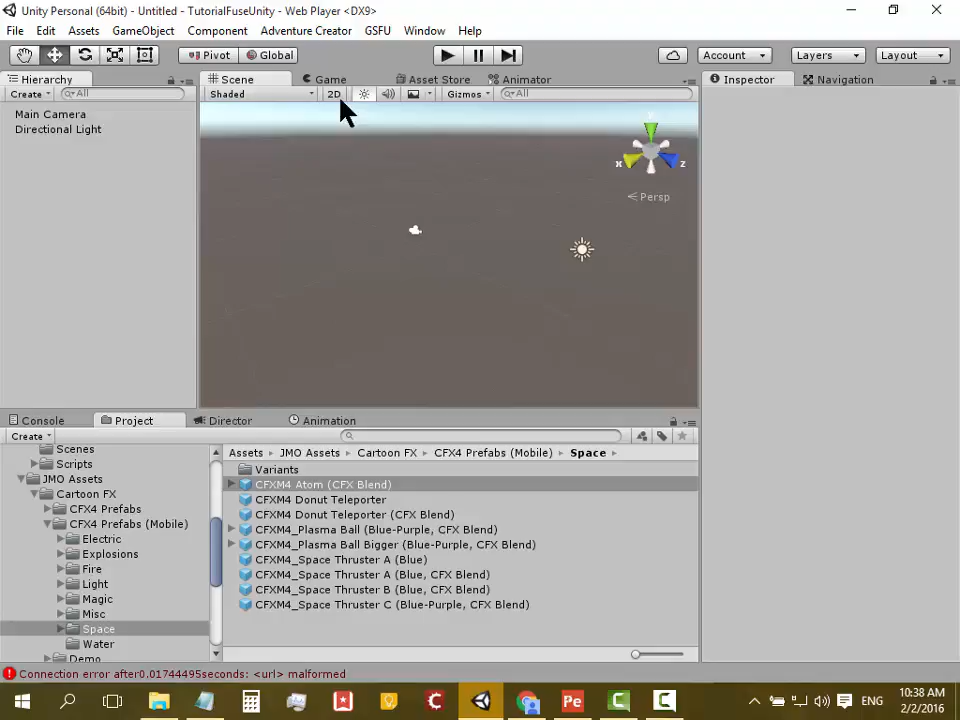 Unity Personal (64bit) - Untitled - TutorialFuseUnity - Web Player <DX9>
File Edit Assets GameObject Component Adventure Creator GSFU Window Help
Pivot Global Account Layers Layout
Hierarchy Scene Game Asset Store Animator Inspector Navigation
Create All Shaded 2D Gizmos All
Main Camera
Directional Light
y
x z
Persp
Console Project Director Animation
Create
Assets JMO Assets Cartoon FX CFX4 Prefabs (Mobile) Space
Scenes
Scripts
JMO Assets
Cartoon FX
CFX4 Prefabs
CFX4 Prefabs (Mobile)
Electric
Explosions
Fire
Light
Magic
Misc
Space
Water
Demo
Variants
CFXM4 Atom (CFX Blend)
CFXM4 Donut Teleporter
CFXM4 Donut Teleporter (CFX Blend)
CFXM4_Plasma Ball (Blue-Purple, CFX Blend)
CFXM4_Plasma Ball Bigger (Blue-Purple, CFX Blend)
CFXM4_Space Thruster A (Blue)
CFXM4_Space Thruster A (Blue, CFX Blend)
CFXM4_Space Thruster B (Blue, CFX Blend)
CFXM4_Space Thruster C (Blue-Purple, CFX Blend)
Connection error after0.01744495seconds: <url> malformed
Pe
ENG
10:38 AM
2/2/2016